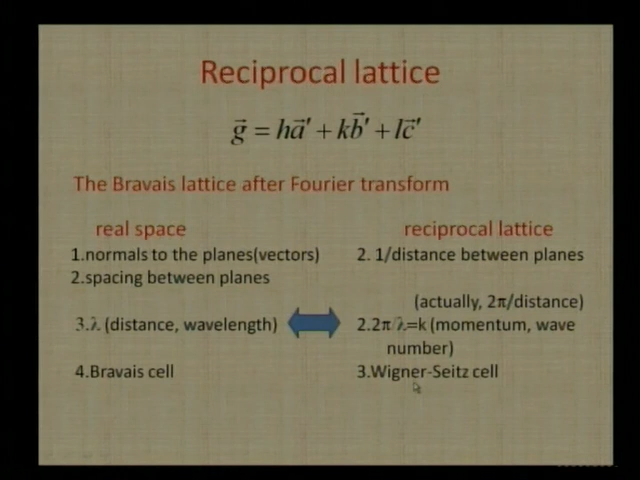 Reciprocal lattice
g⃗ = ha⃗′ + kb⃗′ + lc⃗′
The Bravais lattice after Fourier transform
real space
reciprocal lattice
1.normals to the planes(vectors)
2. 1/distance between planes
2.spacing between planes
(actually, 2π/distance)
3.λ (distance, wavelength)
2.2π/λ=k (momentum, wave
number)
4.Bravais cell
3.Wigner-Seitz cell